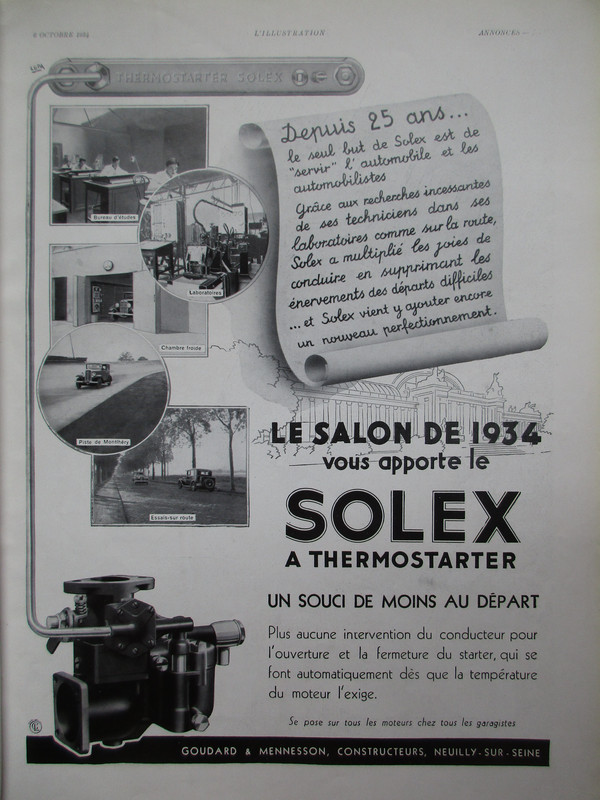 6 OCTOBRE 1934 L'ILLUSTRATION ANNONCES
THERMOSTARTER SOLEX
Depuis 25 ans...
le seul but de Solex est de
"servir" l'automobile et les
automobilistes
Grâce aux recherches incessantes
de ses techniciens dans ses
laboratoires comme sur la route,
Solex a multiplié les joies de
conduire en supprimant les
énervements des départs difficiles
...et Solex vient y ajouter encore
un nouveau perfectionnement.
Bureau d'études
Laboratoires
Chambre froide
Piste de Montlhéry
Essais sur route
LE SALON DE 1934
vous apporte le
SOLEX
A THERMOSTARTER
UN SOUCI DE MOINS AU DÉPART
Plus aucune intervention du conducteur pour
l'ouverture et la fermeture du starter, qui se
font automatiquement dès que la température
du moteur l'exige.
Se pose sur tous les moteurs chez tous les garagistes
GOUDARD & MENNESSON, CONSTRUCTEURS, NEUILLY-SUR-SEINE